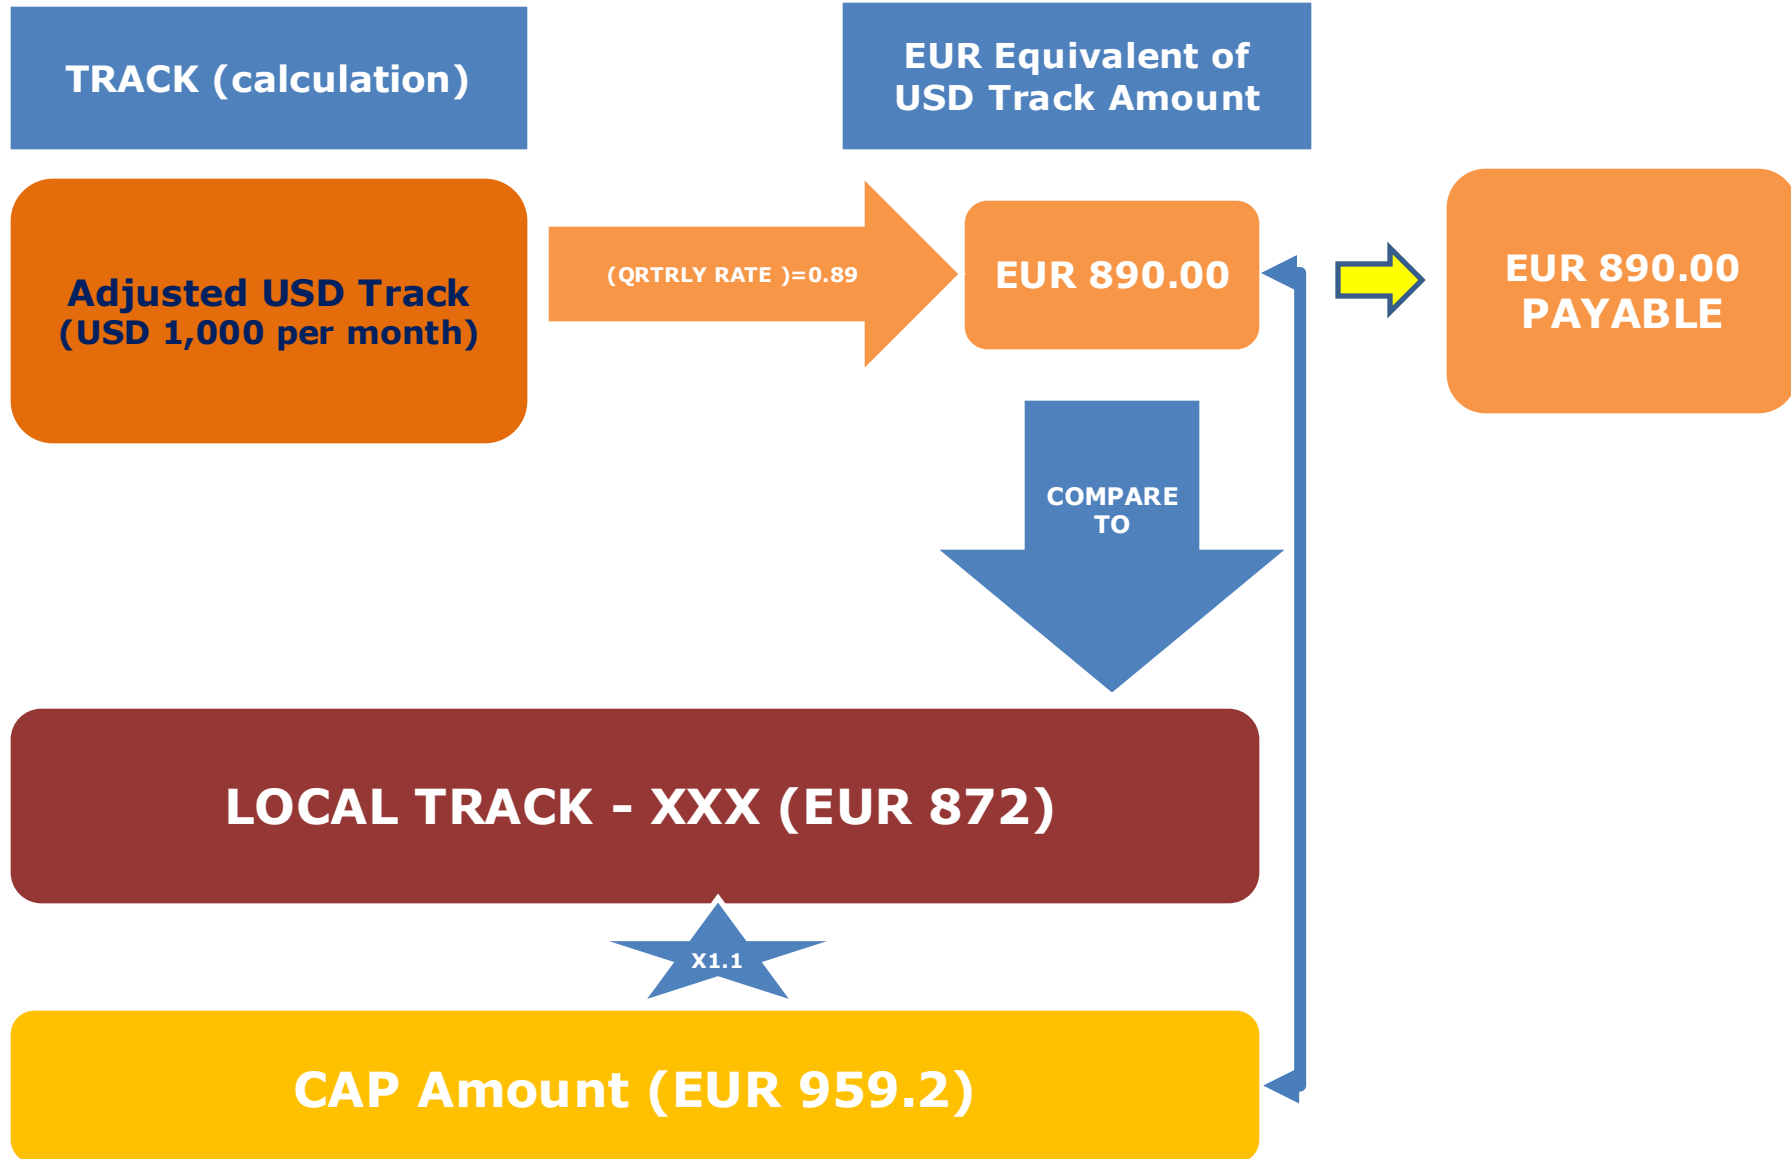 TRACK (calculation)
EUR Equivalent of
USD Track Amount
Adjusted USD Track
(USD 1,000 per month)
(QRTRLY RATE )=0.89
EUR 890.00
EUR 890.00
PAYABLE
COMPARE
TO
LOCAL TRACK – XXX (EUR 872)
X1.1
CAP Amount (EUR 959.2)